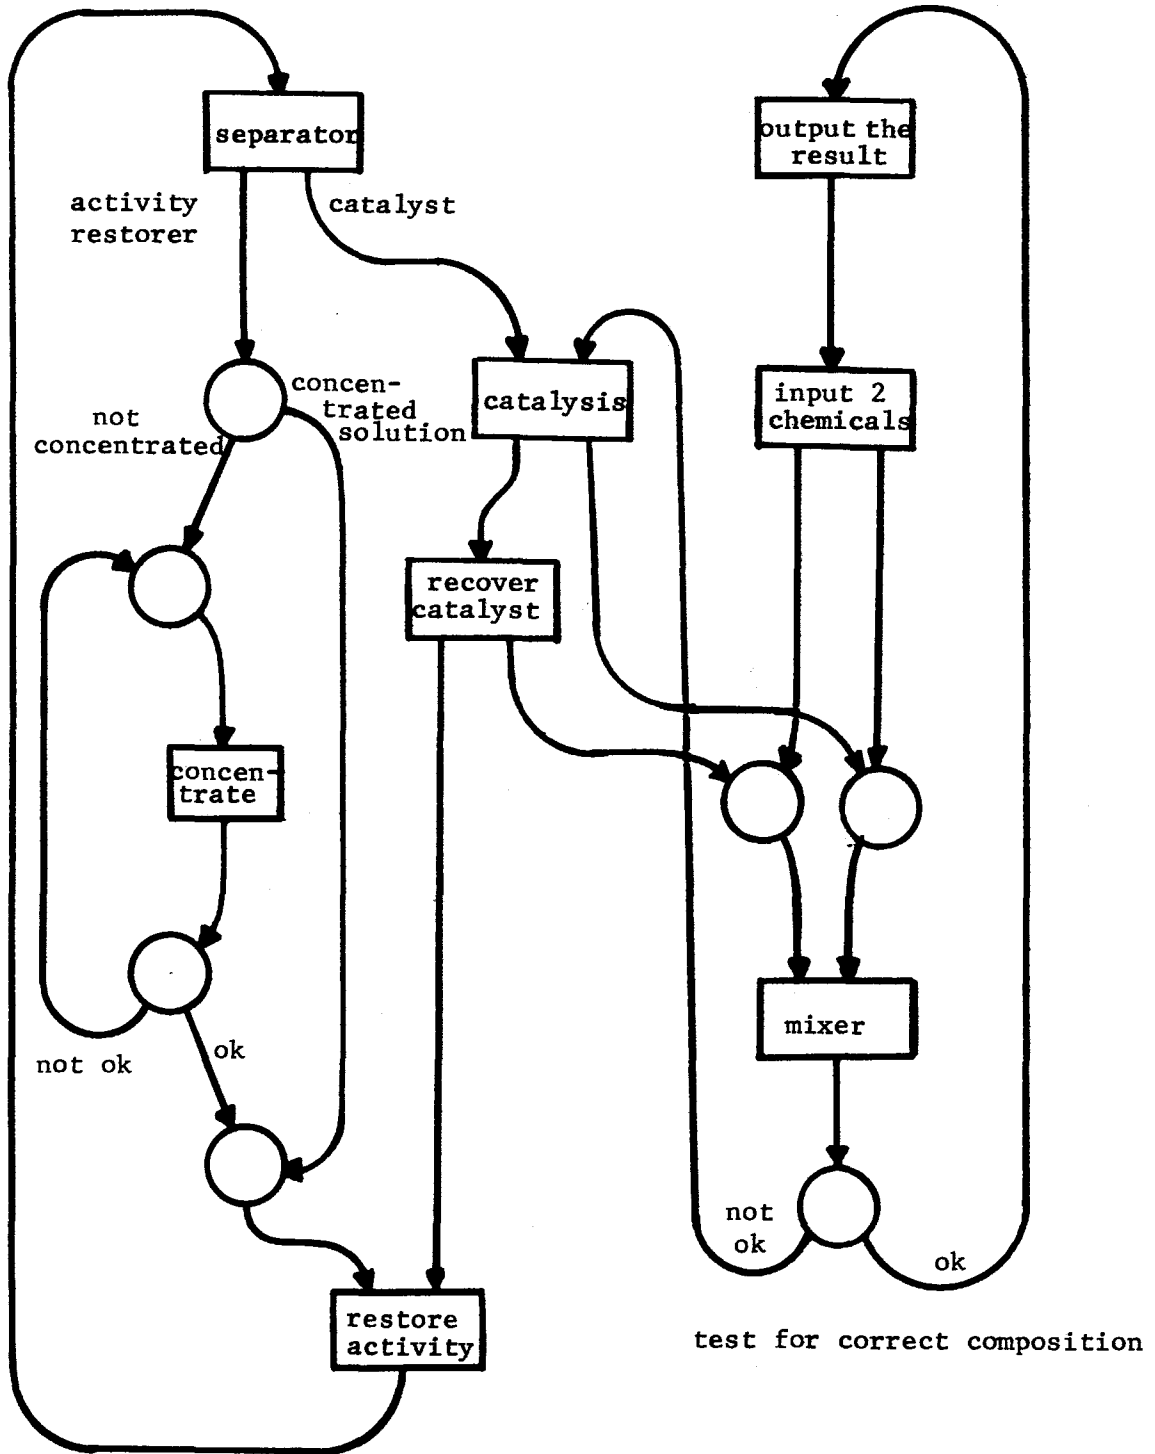 separator
output the
result
activity
restorer
catalyst
concen-
trated
solution
not
concentrated
catalysis
input 2
chemicals
recover
catalyst
concen-
trate
not ok
ok
mixer
not
ok
ok
restore
activity
test for correct composition